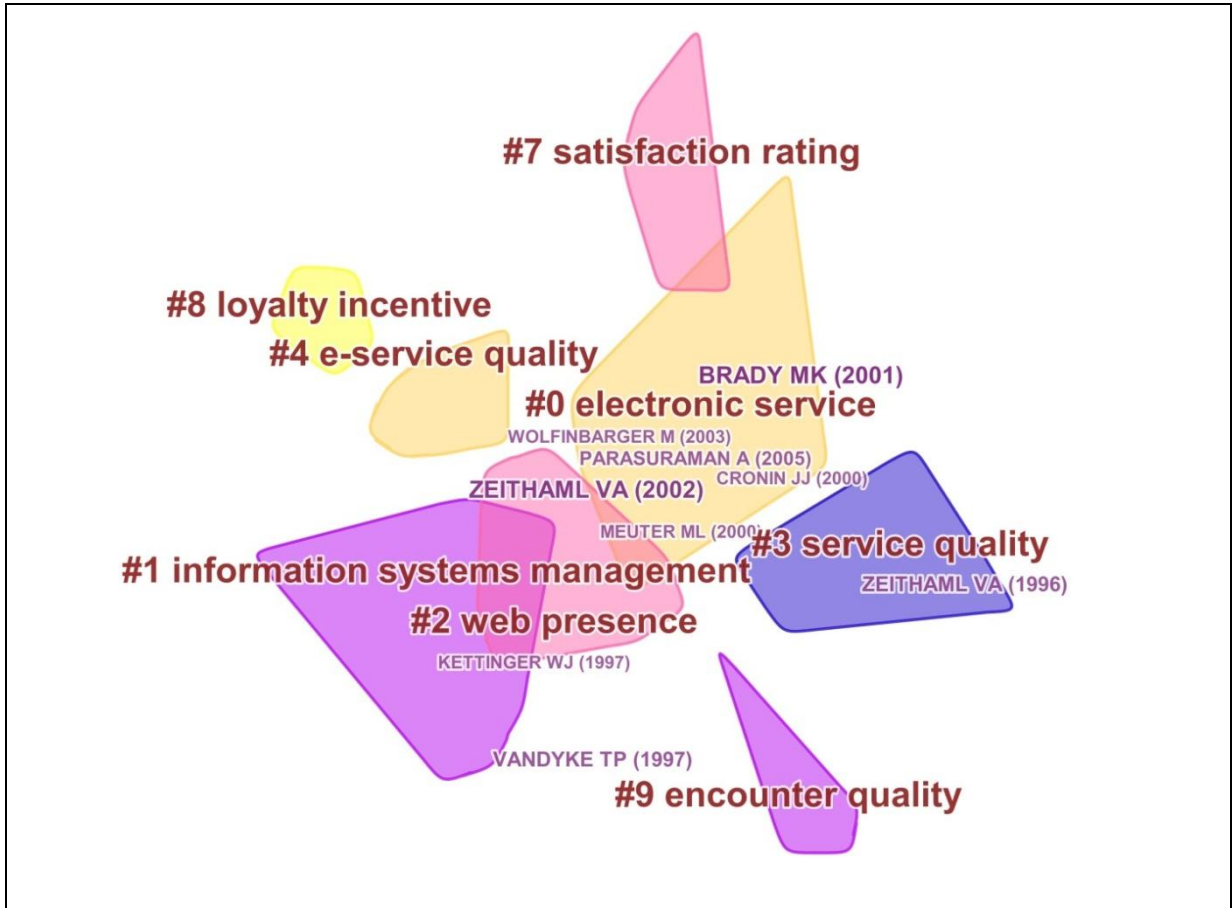 #7 satisfaction rating
#8 loyalty incentive
#4 e-service quality
BRADY MK (2001)
#0 electronic service
WOLFINBARGER M (2003)
PARASURAMAN A (2005)
CRONIN JJ (2000)
ZEITHAML VA (2002)
MEUTER ML (2000)
#3 service quality
#1 information systems management
ZEITHAML VA (1996)
#2 web presence
KETTINGER WJ (1997)
VANDYKE TP (1997)
#9 encounter quality